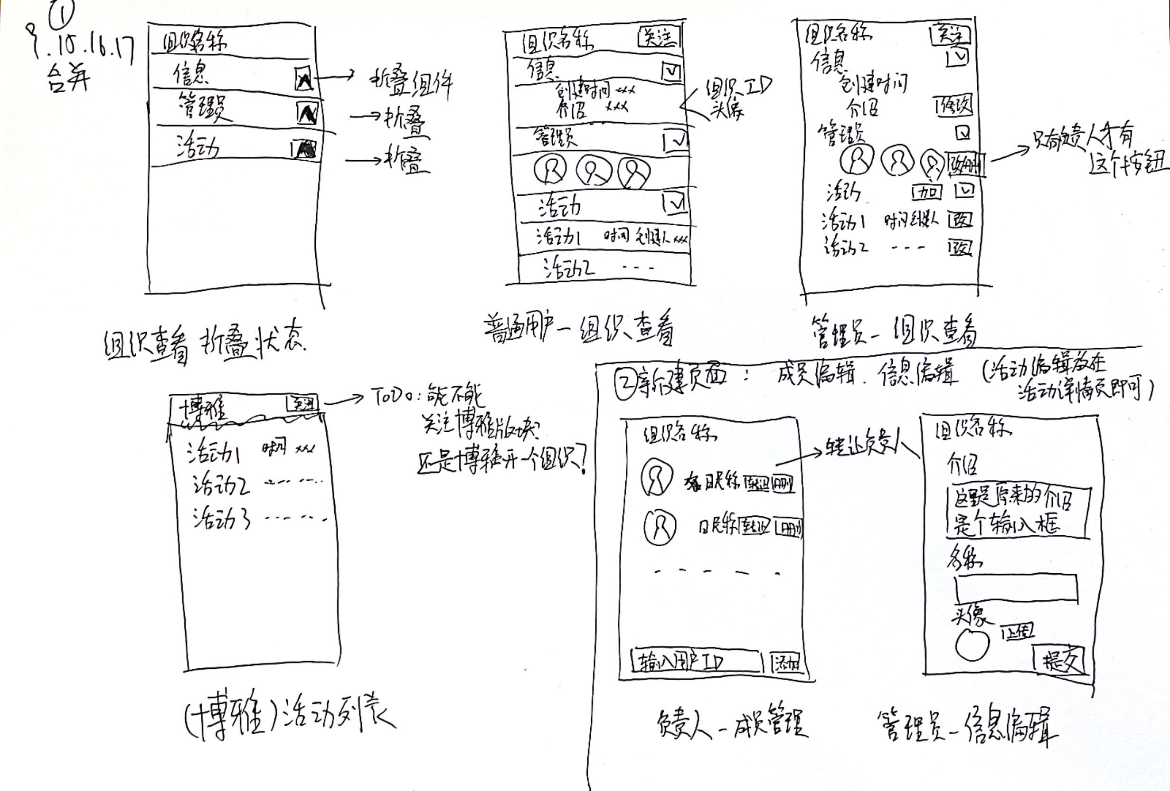 ①
9.10.16.17
合并
组织名称
信息
折叠组件
管理员
折叠
活动
折叠
组织查看 折叠状态
组织名称 关注
信息
创建时间 xxx
介绍 xxx
组织ID
头像
管理员
活动
活动1 时间 创建人 xxx
活动2 ---
普通用户-组织查看
组织名称 关注
信息
创建时间
介绍 修改
管理员
只有负责人才有
这个按钮
活动 加
活动1 时间 创建人 改
活动2 --- 改
管理员-组织查看
博雅 关注
ToDo:能不能
关注博雅版块?
还是博雅开一个组织?
活动1 时间 xxx
活动2
活动3
(博雅)活动列表
②新建页面: 成员编辑、信息编辑 (活动编辑放在
活动详情页即可)
组织名称
昵称 转让 删
转让负责人
昵称 转让 删
输入用户ID 添加
负责人-成员管理
组织名称
介绍
这里是原来的介绍
是个输入框
名称
头像
上传
提交
管理员-信息编辑